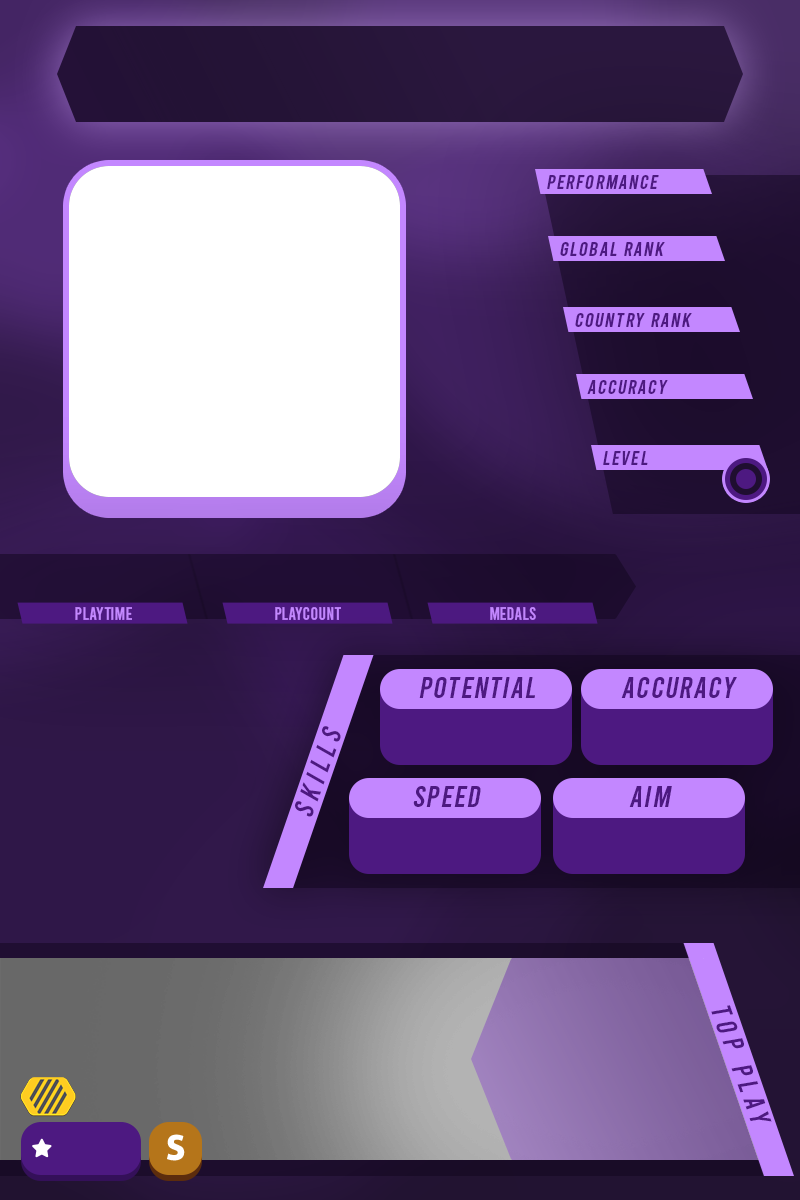 PERFORMANCE
GLOBAL RANK
COUNTRY RANK
ACCURACY
LEVEL
PLAYTIME
PLAYCOUNT
MEDALS
SKILLS
POTENTIAL
ACCURACY
SPEED
AIM
TOP PLAY
S